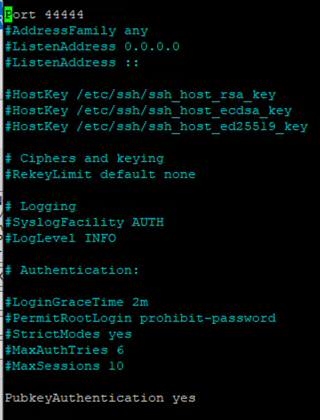 Port 44444
#AddressFamily any
#ListenAddress 0.0.0.0
#ListenAddress ::
#HostKey /etc/ssh/ssh_host_rsa_key
#HostKey /etc/ssh/ssh_host_ecdsa_key
#HostKey /etc/ssh/ssh_host_ed25519_key
# Ciphers and keying
#RekeyLimit default none
# Logging
#SyslogFacility AUTH
#LogLevel INFO
# Authentication:
#LoginGraceTime 2m
#PermitRootLogin prohibit-password
#StrictModes yes
#MaxAuthTries 6
#MaxSessions 10
PubkeyAuthentication yes